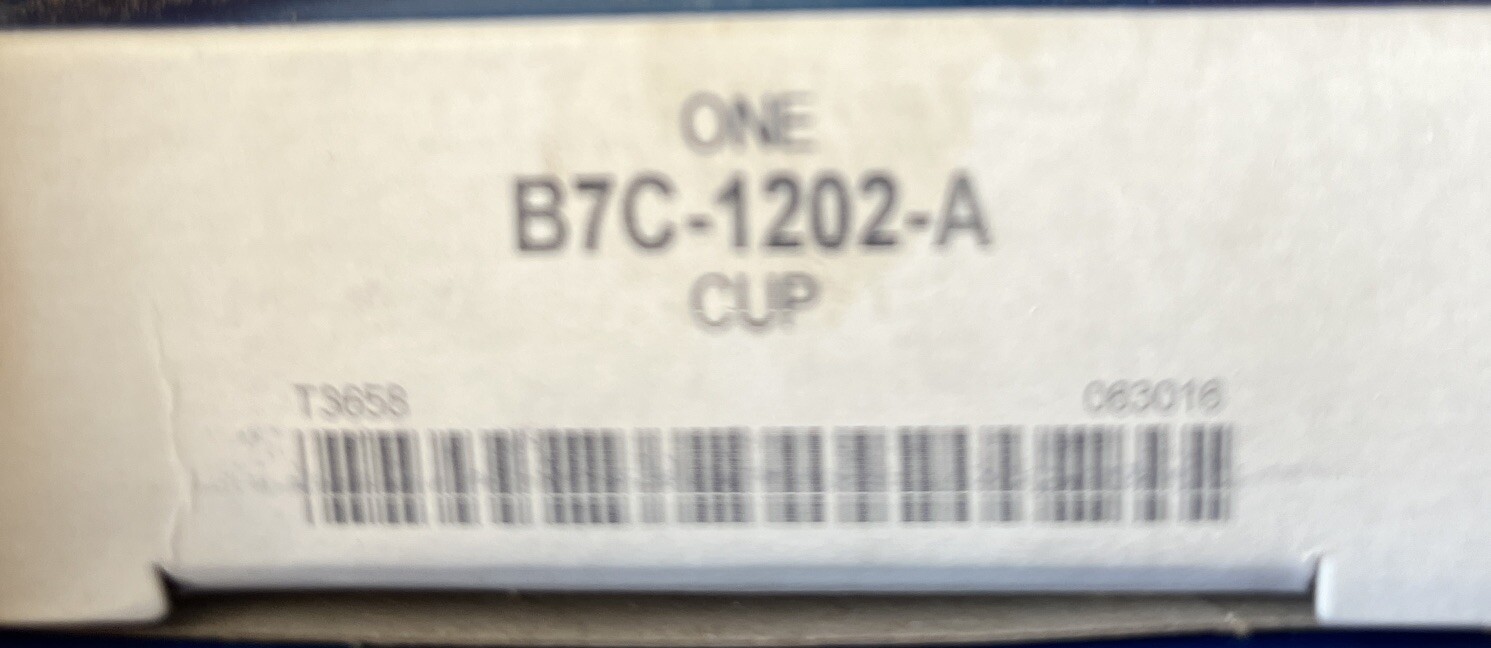 ONE
B7C-1202-A
CUP
T3658 063016